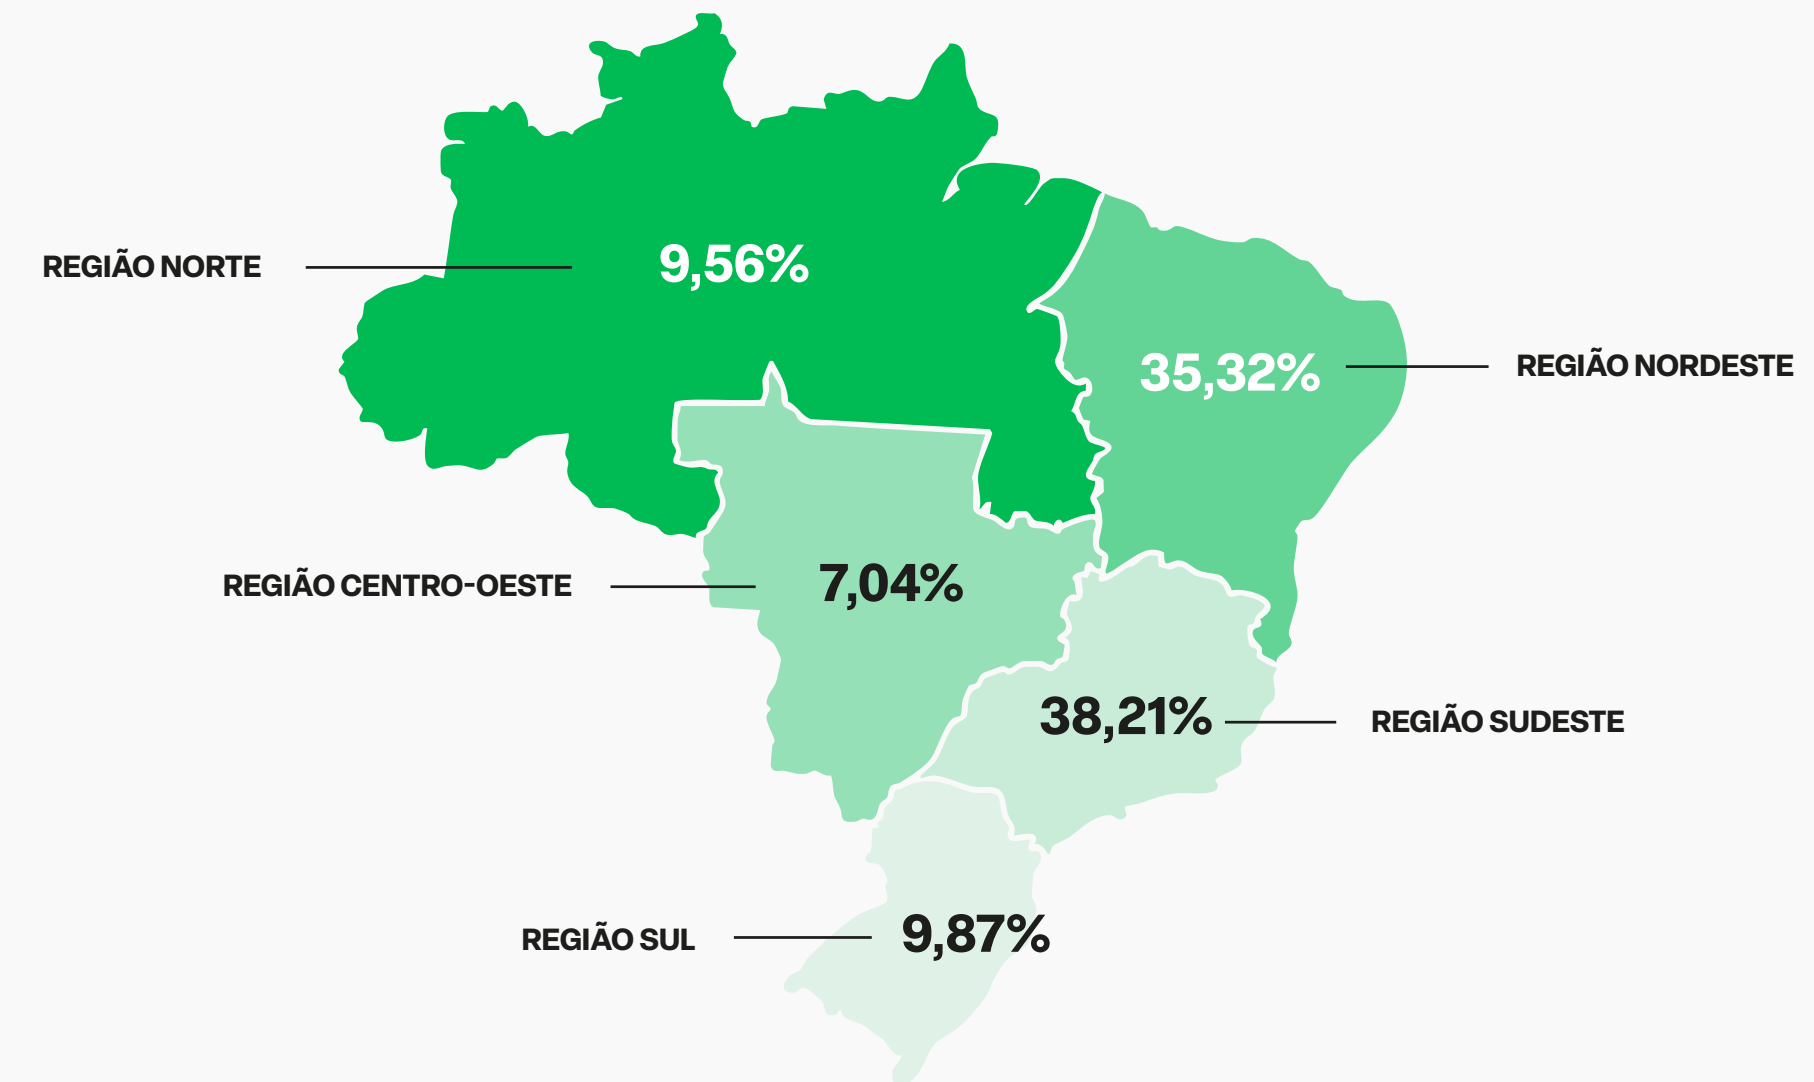 REGIÃO NORTE
9,56%
35,32%
REGIÃO NORDESTE
REGIÃO CENTRO-OESTE
7,04%
38,21%
REGIÃO SUDESTE
REGIÃO SUL
9,87%